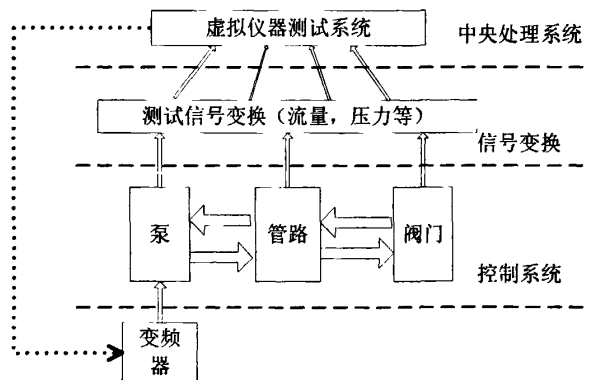 虚拟仪器测试系统
中央处理系统
测试信号变换（流量，压力等）
信号变换
泵
管路
阀门
控制系统
变频
器